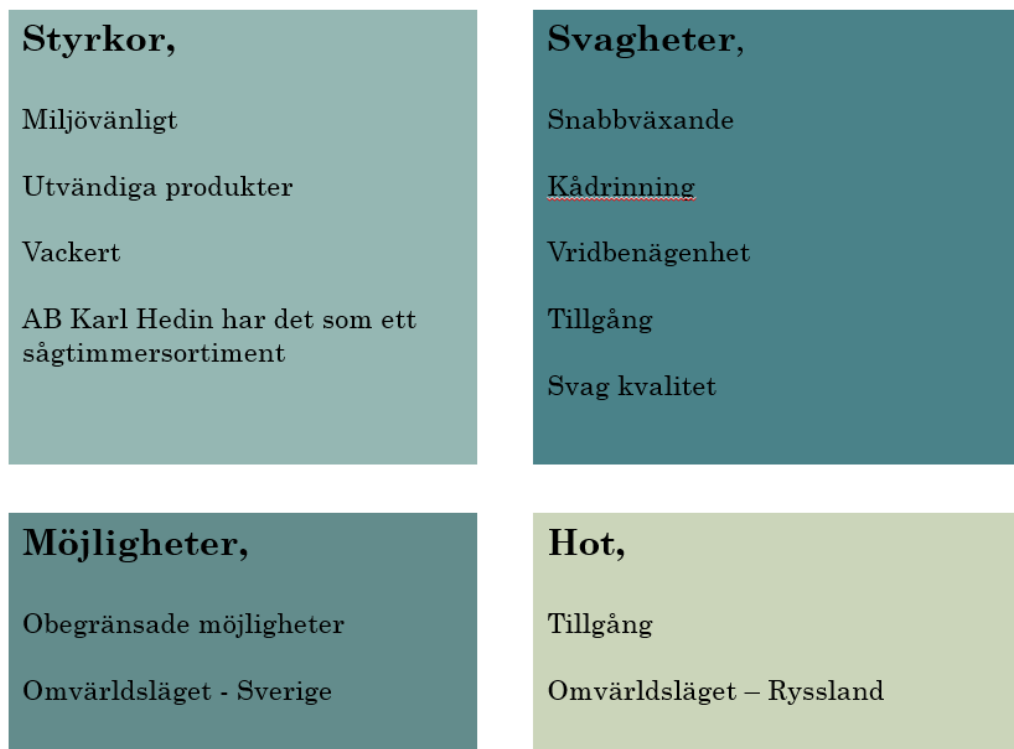 Styrkor,
Miljövänligt
Utvändiga produkter
Vackert
AB Karl Hedin har det som ett
sågtimmersortiment
Svagheter,
Snabbväxande
Kådrinning
Vridbenägenhet
Tillgång
Svag kvalitet
Möjligheter,
Obegränsade möjligheter
Omvärldsläget - Sverige
Hot,
Tillgång
Omvärldsläget – Ryssland